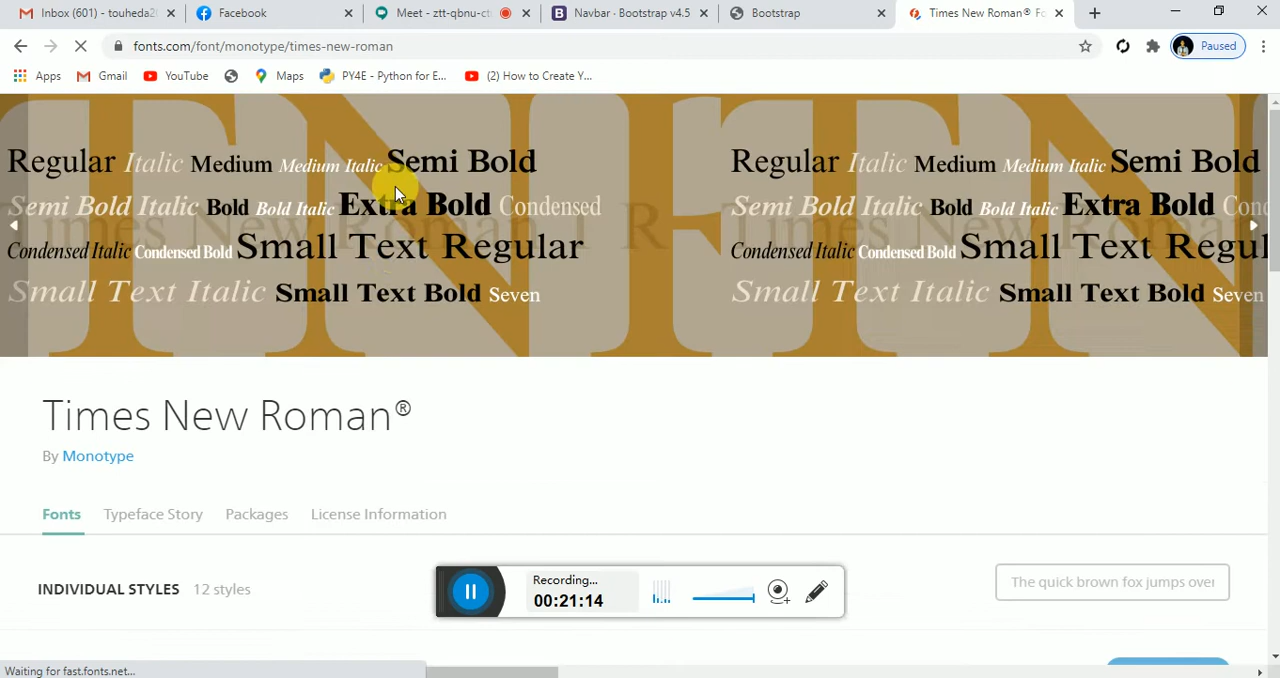 Inbox (601) - touheda2
Facebook
Meet - ztt-qbnu-ct
Navbar · Bootstrap v4.5
Bootstrap
Times New Roman® Fo
fonts.com/font/monotype/times-new-roman
Paused
Apps
Gmail
YouTube
Maps
PY4E - Python for E...
(2) How to Create Y...
Regular Italic Medium Medium Italic Semi Bold
Semi Bold Italic Bold Bold Italic Extra Bold Condensed
Condensed Italic Condensed Bold Small Text Regular
Small Text Italic Small Text Bold Seven
Regular Italic Medium Medium Italic Semi Bold
Semi Bold Italic Bold Bold Italic Extra Bold Cond
Condensed Italic Condensed Bold Small Text Regul
Small Text Italic Small Text Bold Seven
Times New Roman®
By Monotype
Fonts
Typeface Story
Packages
License Information
INDIVIDUAL STYLES 12 styles
The quick brown fox jumps over
Recording...
00:21:14
Waiting for fast.fonts.net...